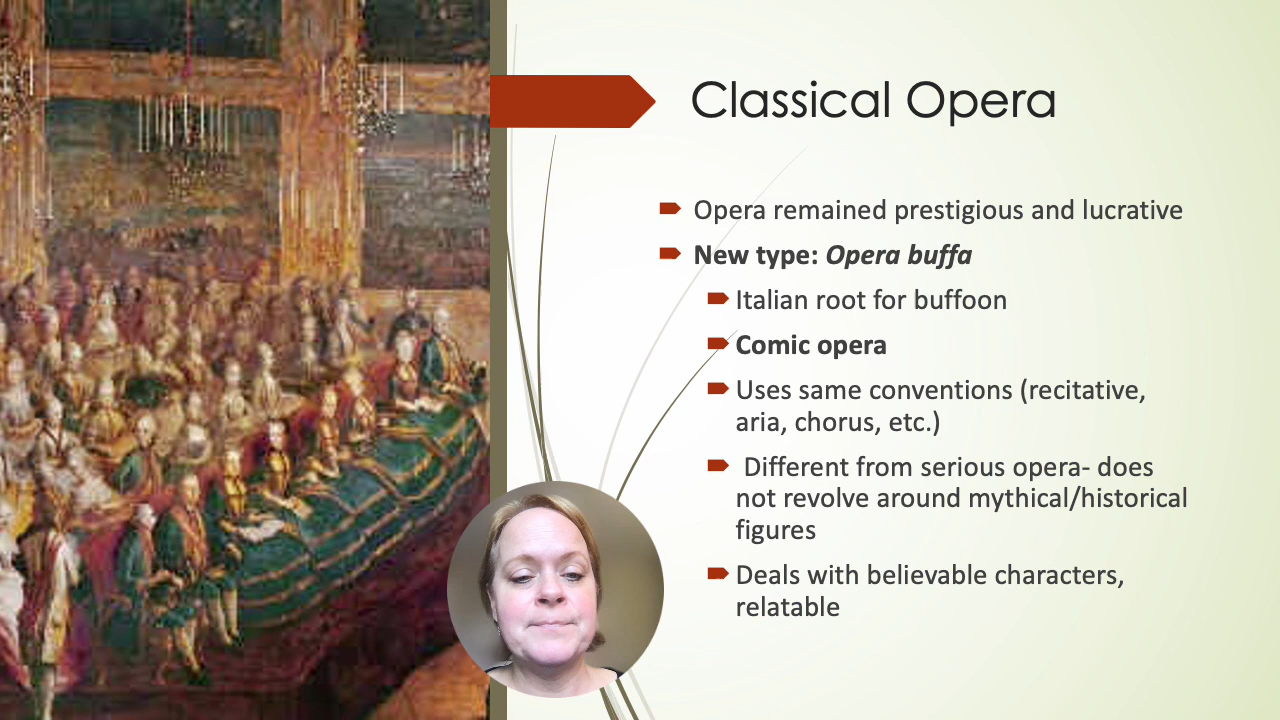 Classical Opera
Opera remained prestigious and lucrative
New type: Opera buffa
Italian root for buffoon
Comic opera
Uses same conventions (recitative,
aria, chorus, etc.)
Different from serious opera- does
not revolve around mythical/historical
figures
Deals with believable characters,
relatable